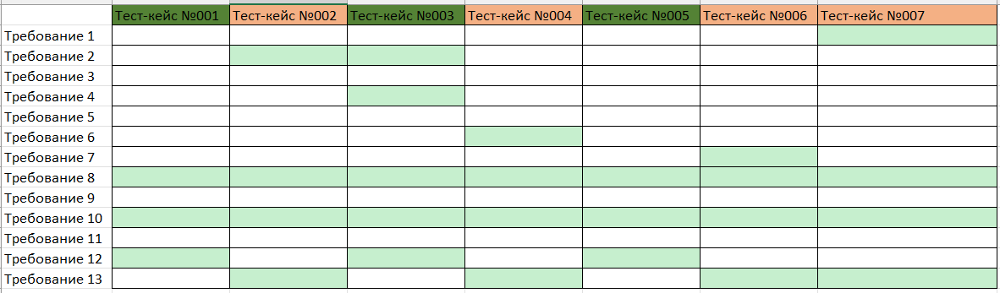 Тест-кейс №001 Тест-кейс №002 Тест-кейс №003 Тест-кейс №004 Тест-кейс №005 Тест-кейс №006 Тест-кейс №007
Требование 1
Требование 2
Требование 3
Требование 4
Требование 5
Требование 6
Требование 7
Требование 8
Требование 9
Требование 10
Требование 11
Требование 12
Требование 13